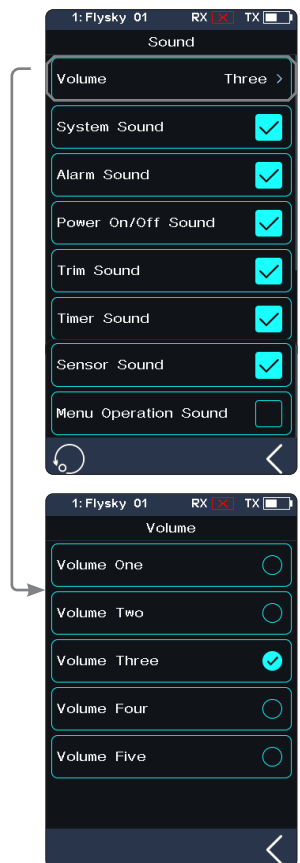 1: Flysky 01 RX TX
Sound
Volume Three >
System Sound
Alarm Sound
Power On/Off Sound
Trim Sound
Timer Sound
Sensor Sound
Menu Operation Sound
1: Flysky 01 RX TX
Volume
Volume One
Volume Two
Volume Three
Volume Four
Volume Five